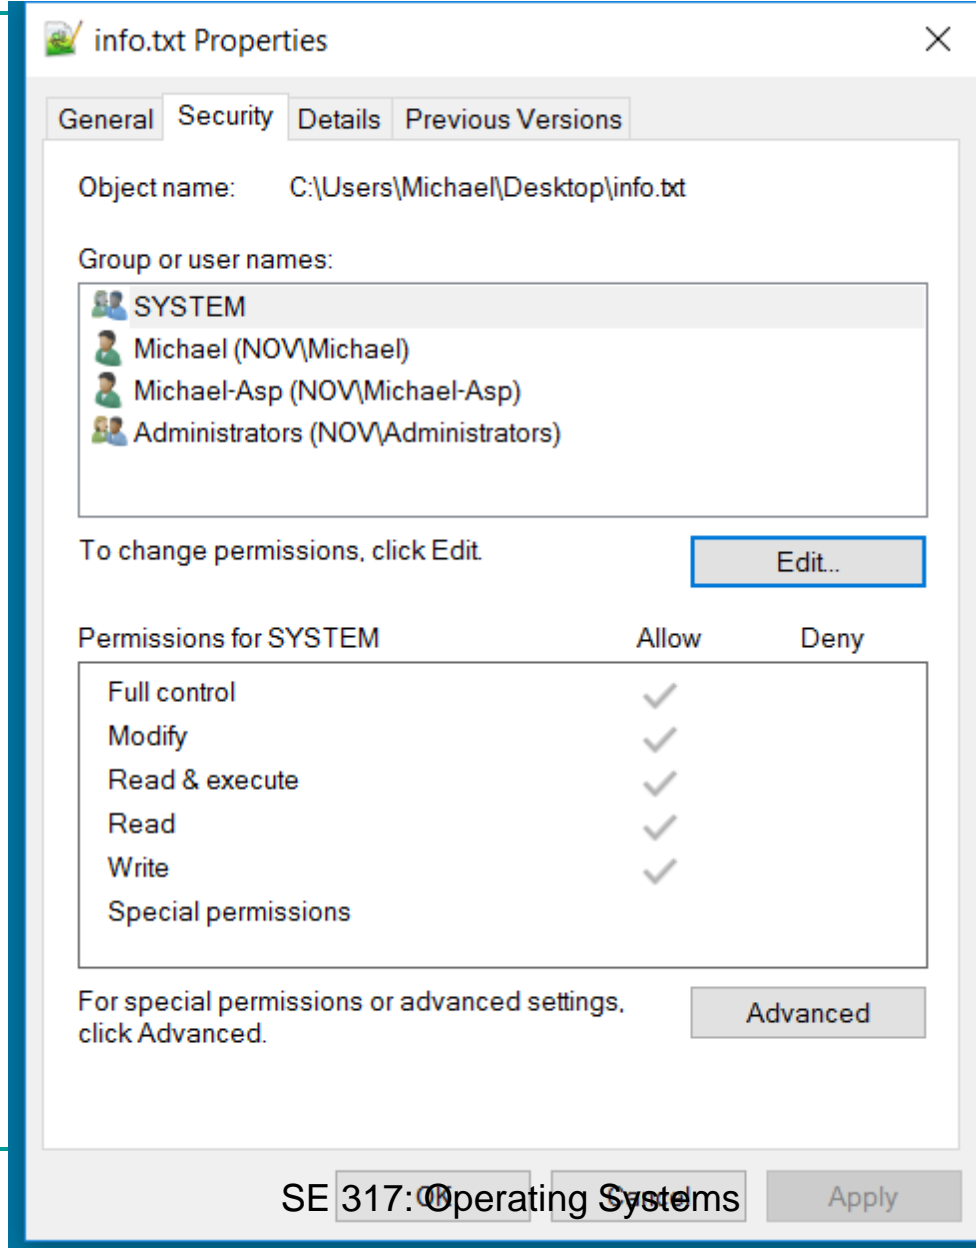 info.txt Properties
General Security Details Previous Versions
Object name: C:\Users\Michael\Desktop\info.txt
Group or user names:
SYSTEM
Michael (NOV\Michael)
Michael-Asp (NOV\Michael-Asp)
Administrators (NOV\Administrators)
To change permissions, click Edit.
Edit...
Permissions for SYSTEM Allow Deny
Full control
Modify
Read & execute
Read
Write
Special permissions
For special permissions or advanced settings,
click Advanced.
Advanced
OK Cancel Apply
SE 317: Operating Systems